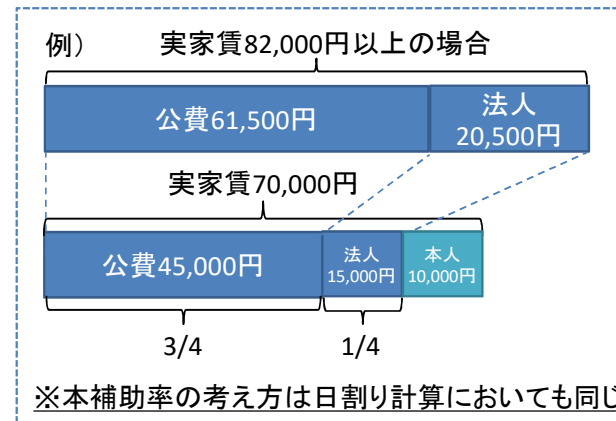 例） 実家賃82,000円以上の場合
公費61,500円
法人
20,500円
実家賃70,000円
公費45,000円
法人
15,000円
本人
10,000円
3/4
1/4
※本補助率の考え方は日割り計算においても同じ